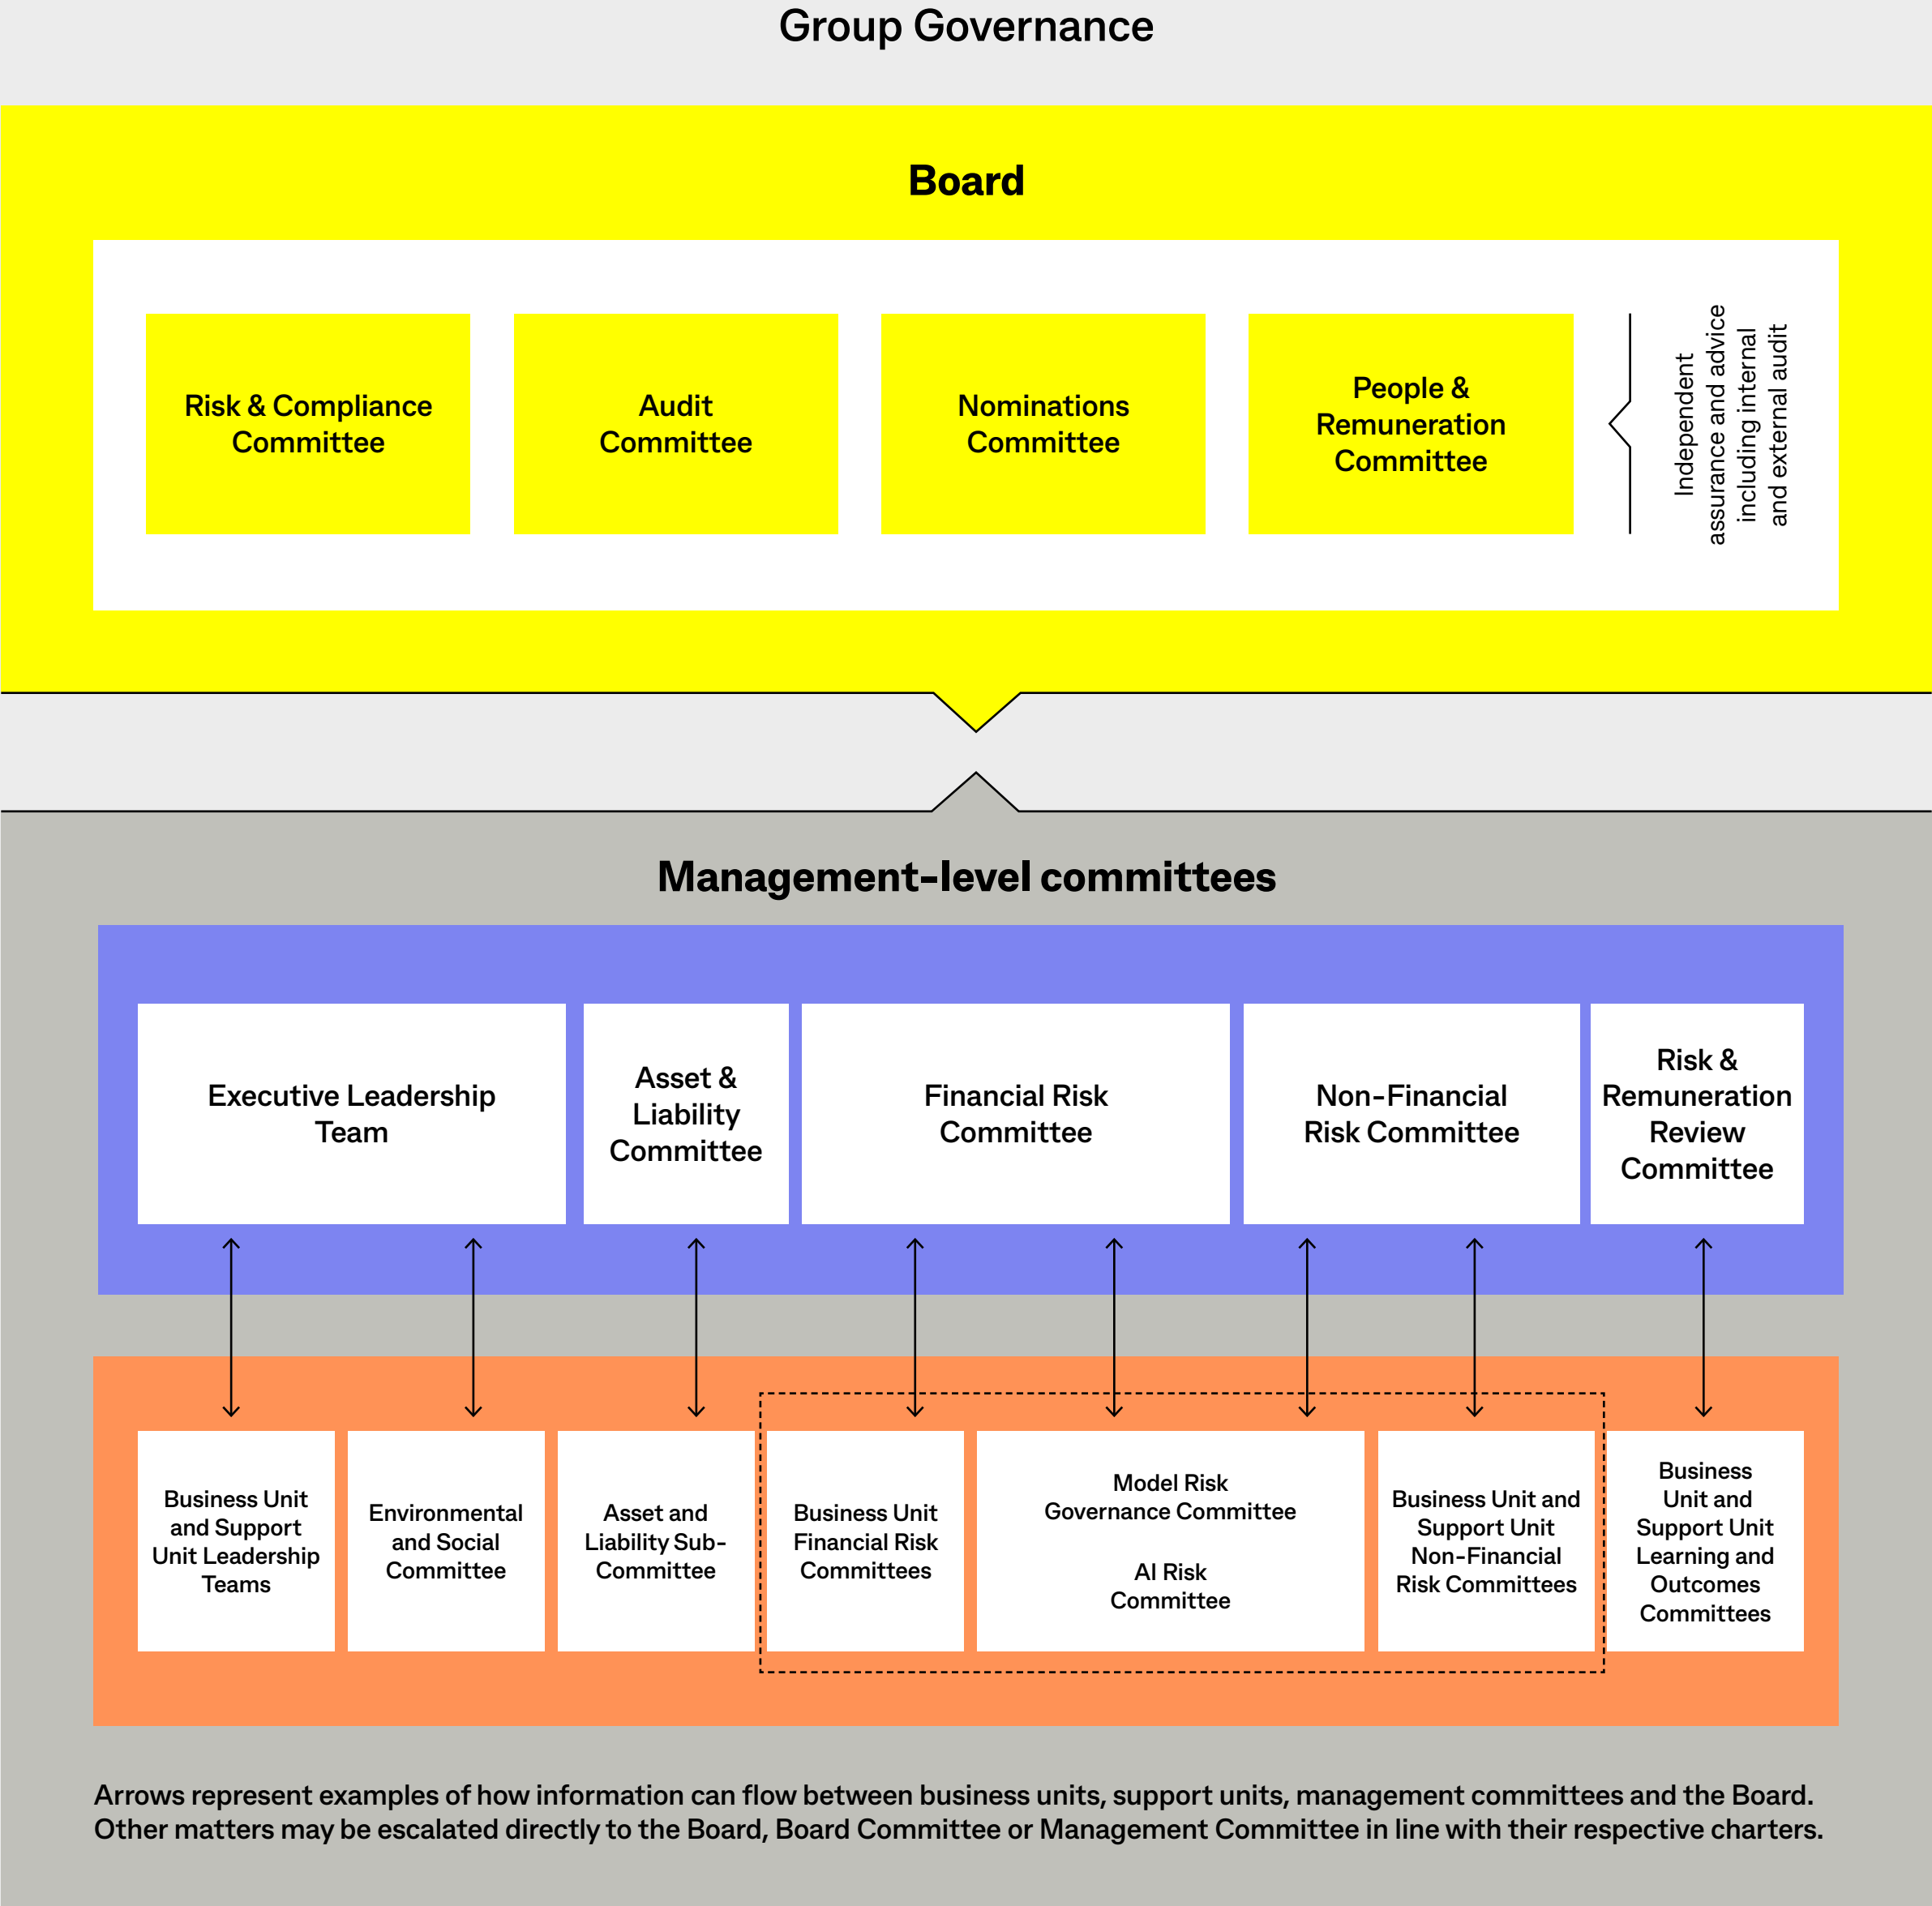 Group Governance
Board
Risk & Compliance
Committee
Audit
Committee
Nominations
Committee
People &
Remuneration
Committee
Independent
assurance and advice
including internal
and external audit
Management-level committees
Executive Leadership
Team
Asset &
Liability
Committee
Financial Risk
Committee
Non-Financial
Risk Committee
Risk &
Remuneration
Review
Committee
Business Unit
and Support
Unit Leadership
Teams
Environmental
and Social
Committee
Asset and
Liability Sub-
Committee
Business Unit
Financial Risk
Committees
Model Risk
Governance Committee
AI Risk
Committee
Business Unit and
Support Unit
Non-Financial
Risk Committees
Business
Unit and
Support Unit
Learning and
Outcomes
Committees
Arrows represent examples of how information can flow between business units, support units, management committees and the Board.
Other matters may be escalated directly to the Board, Board Committee or Management Committee in line with their respective charters.